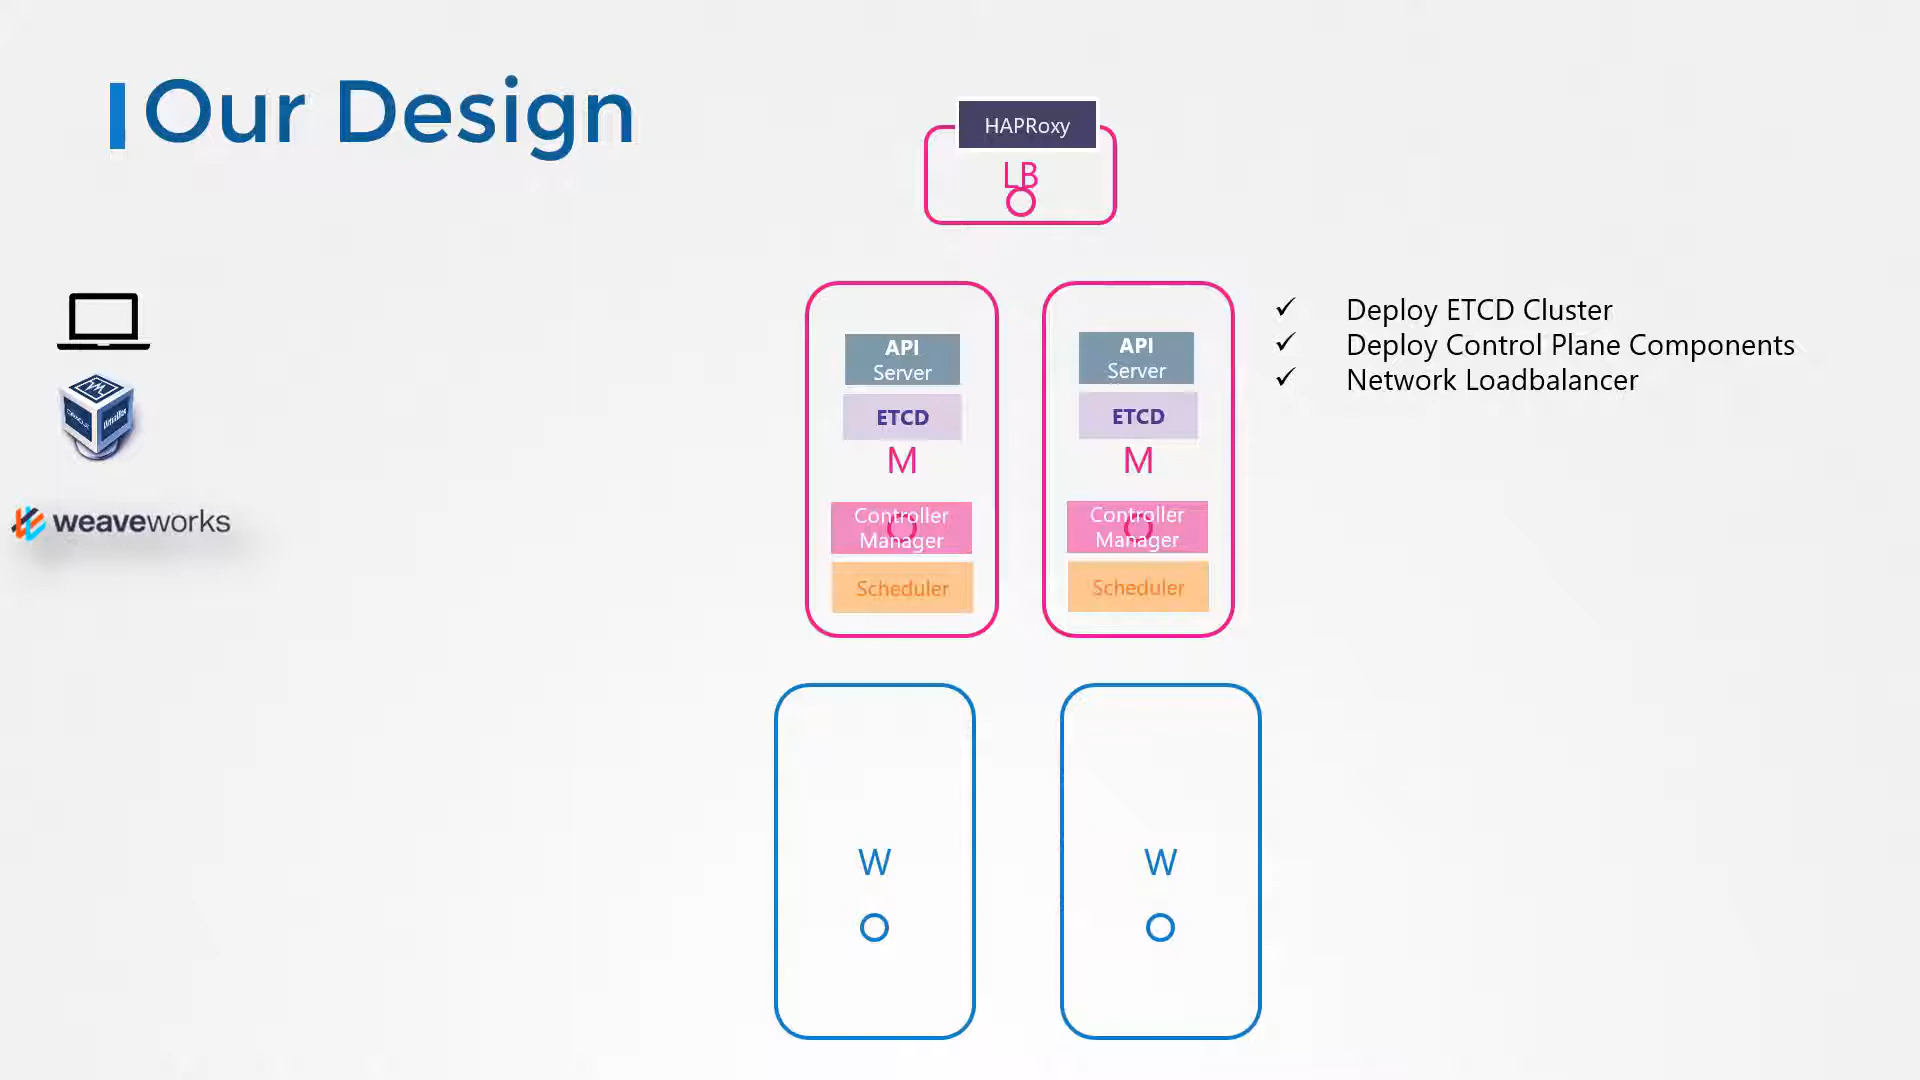 Our Design
HAPRoxy
LB
API
Server
ETCD
M
Controller
Manager
Scheduler
API
Server
ETCD
M
Controller
Manager
Scheduler
✓ Deploy ETCD Cluster
✓ Deploy Control Plane Components
✓ Network Loadbalancer
weaveworks
W
W